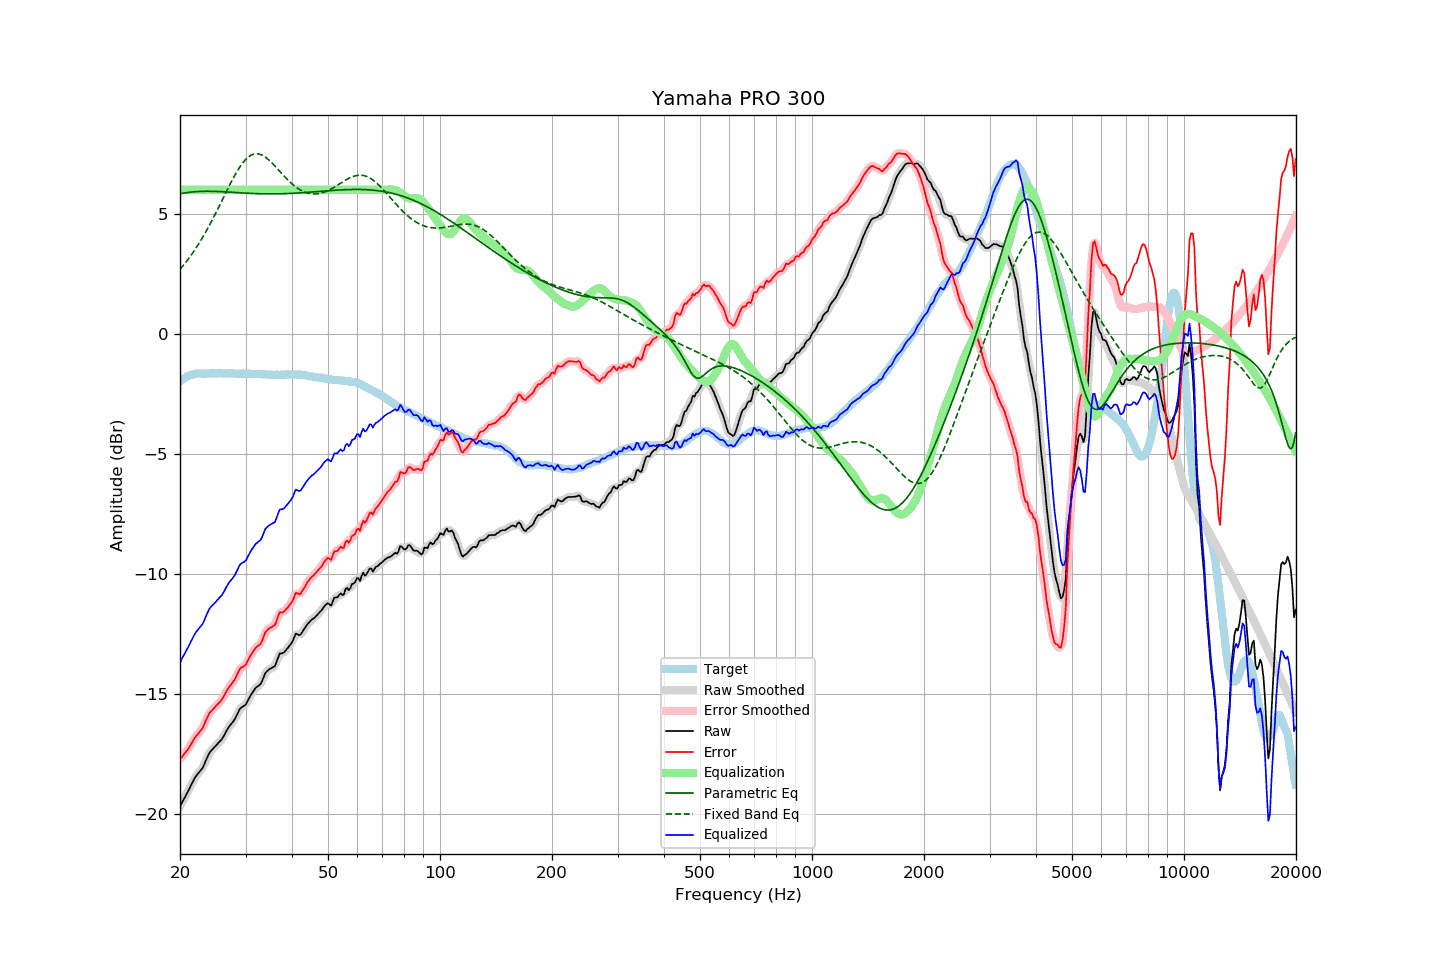 Yamaha PRO 300
Amplitude (dBr)
5
0
−5
−10
−15
−20
Target
Raw Smoothed
Error Smoothed
Raw
Error
Equalization
Parametric Eq
Fixed Band Eq
Equalized
20 50 100 200 500 1000 2000 5000 10000 20000
Frequency (Hz)